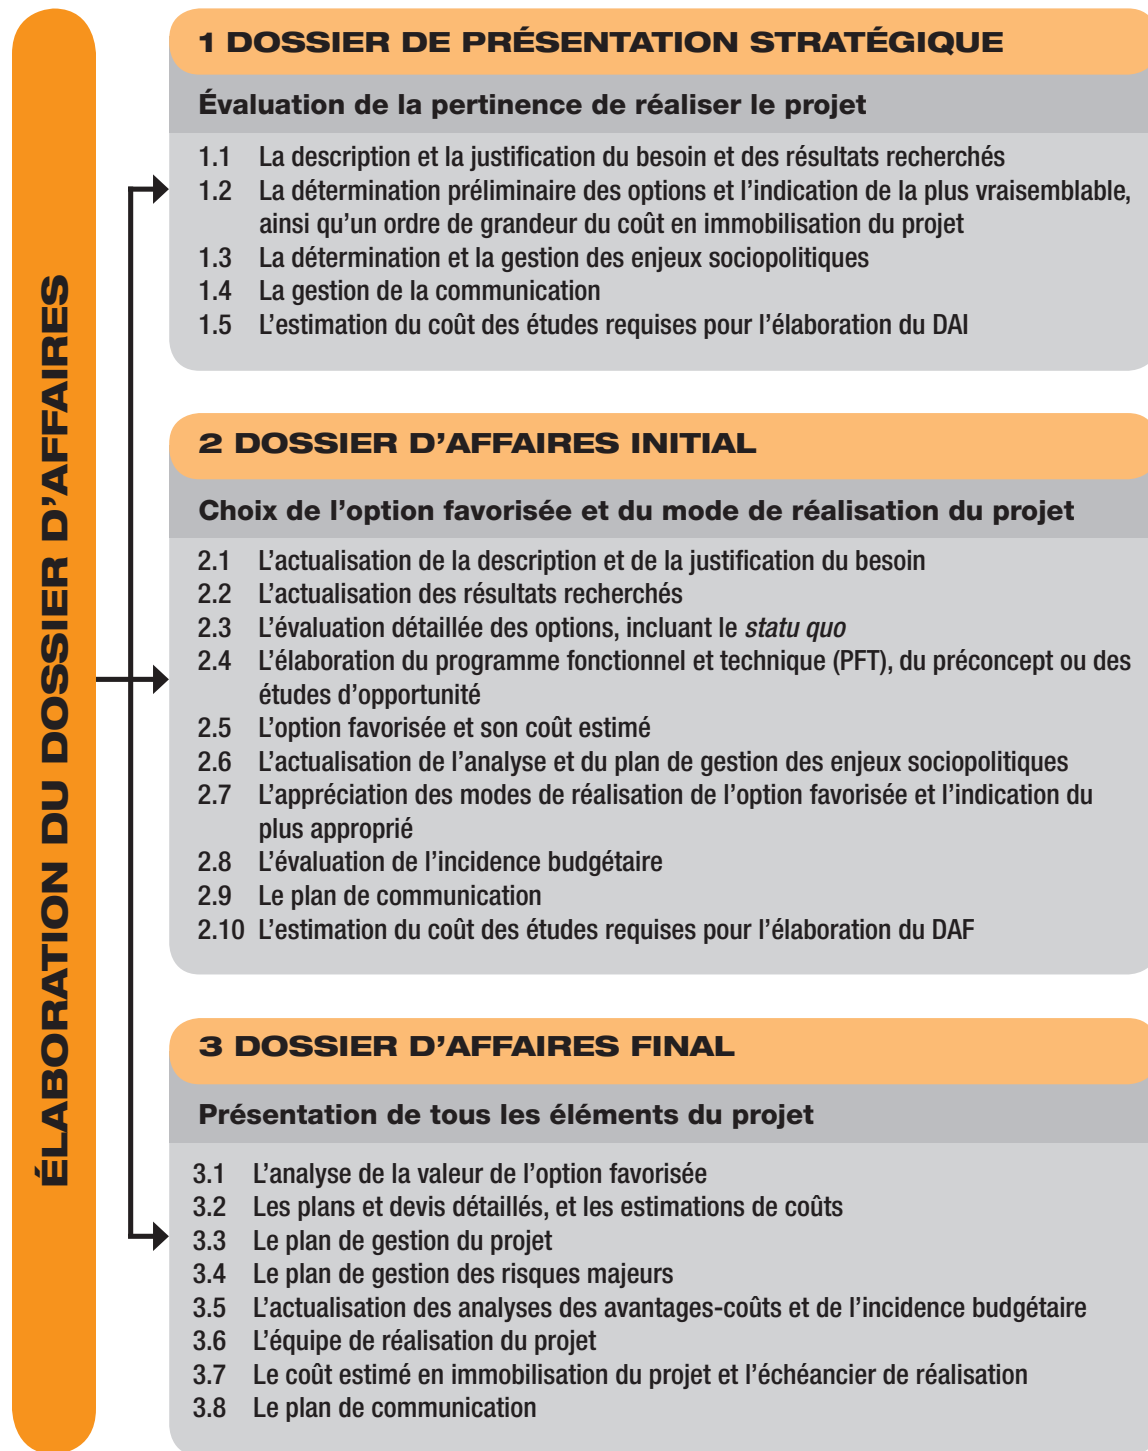 ÉLABORATION DU DOSSIER D’AFFAIRES
1 DOSSIER DE PRÉSENTATION STRATÉGIQUE
Évaluation de la pertinence de réaliser le projet
1.1 La description et la justification du besoin et des résultats recherchés
1.2 La détermination préliminaire des options et l’indication de la plus vraisemblable,
ainsi qu’un ordre de grandeur du coût en immobilisation du projet
1.3 La détermination et la gestion des enjeux sociopolitiques
1.4 La gestion de la communication
1.5 L’estimation du coût des études requises pour l’élaboration du DAI
2 DOSSIER D’AFFAIRES INITIAL
Choix de l’option favorisée et du mode de réalisation du projet
2.1 L’actualisation de la description et de la justification du besoin
2.2 L’actualisation des résultats recherchés
2.3 L’évaluation détaillée des options, incluant le statu quo
2.4 L’élaboration du programme fonctionnel et technique (PFT), du préconcept ou des
études d’opportunité
2.5 L’option favorisée et son coût estimé
2.6 L’actualisation de l’analyse et du plan de gestion des enjeux sociopolitiques
2.7 L’appréciation des modes de réalisation de l’option favorisée et l’indication du
plus approprié
2.8 L’évaluation de l’incidence budgétaire
2.9 Le plan de communication
2.10 L’estimation du coût des études requises pour l’élaboration du DAF
3 DOSSIER D’AFFAIRES FINAL
Présentation de tous les éléments du projet
3.1 L’analyse de la valeur de l’option favorisée
3.2 Les plans et devis détaillés, et les estimations de coûts
3.3 Le plan de gestion du projet
3.4 Le plan de gestion des risques majeurs
3.5 L’actualisation des analyses des avantages-coûts et de l’incidence budgétaire
3.6 L’équipe de réalisation du projet
3.7 Le coût estimé en immobilisation du projet et l’échéancier de réalisation
3.8 Le plan de communication